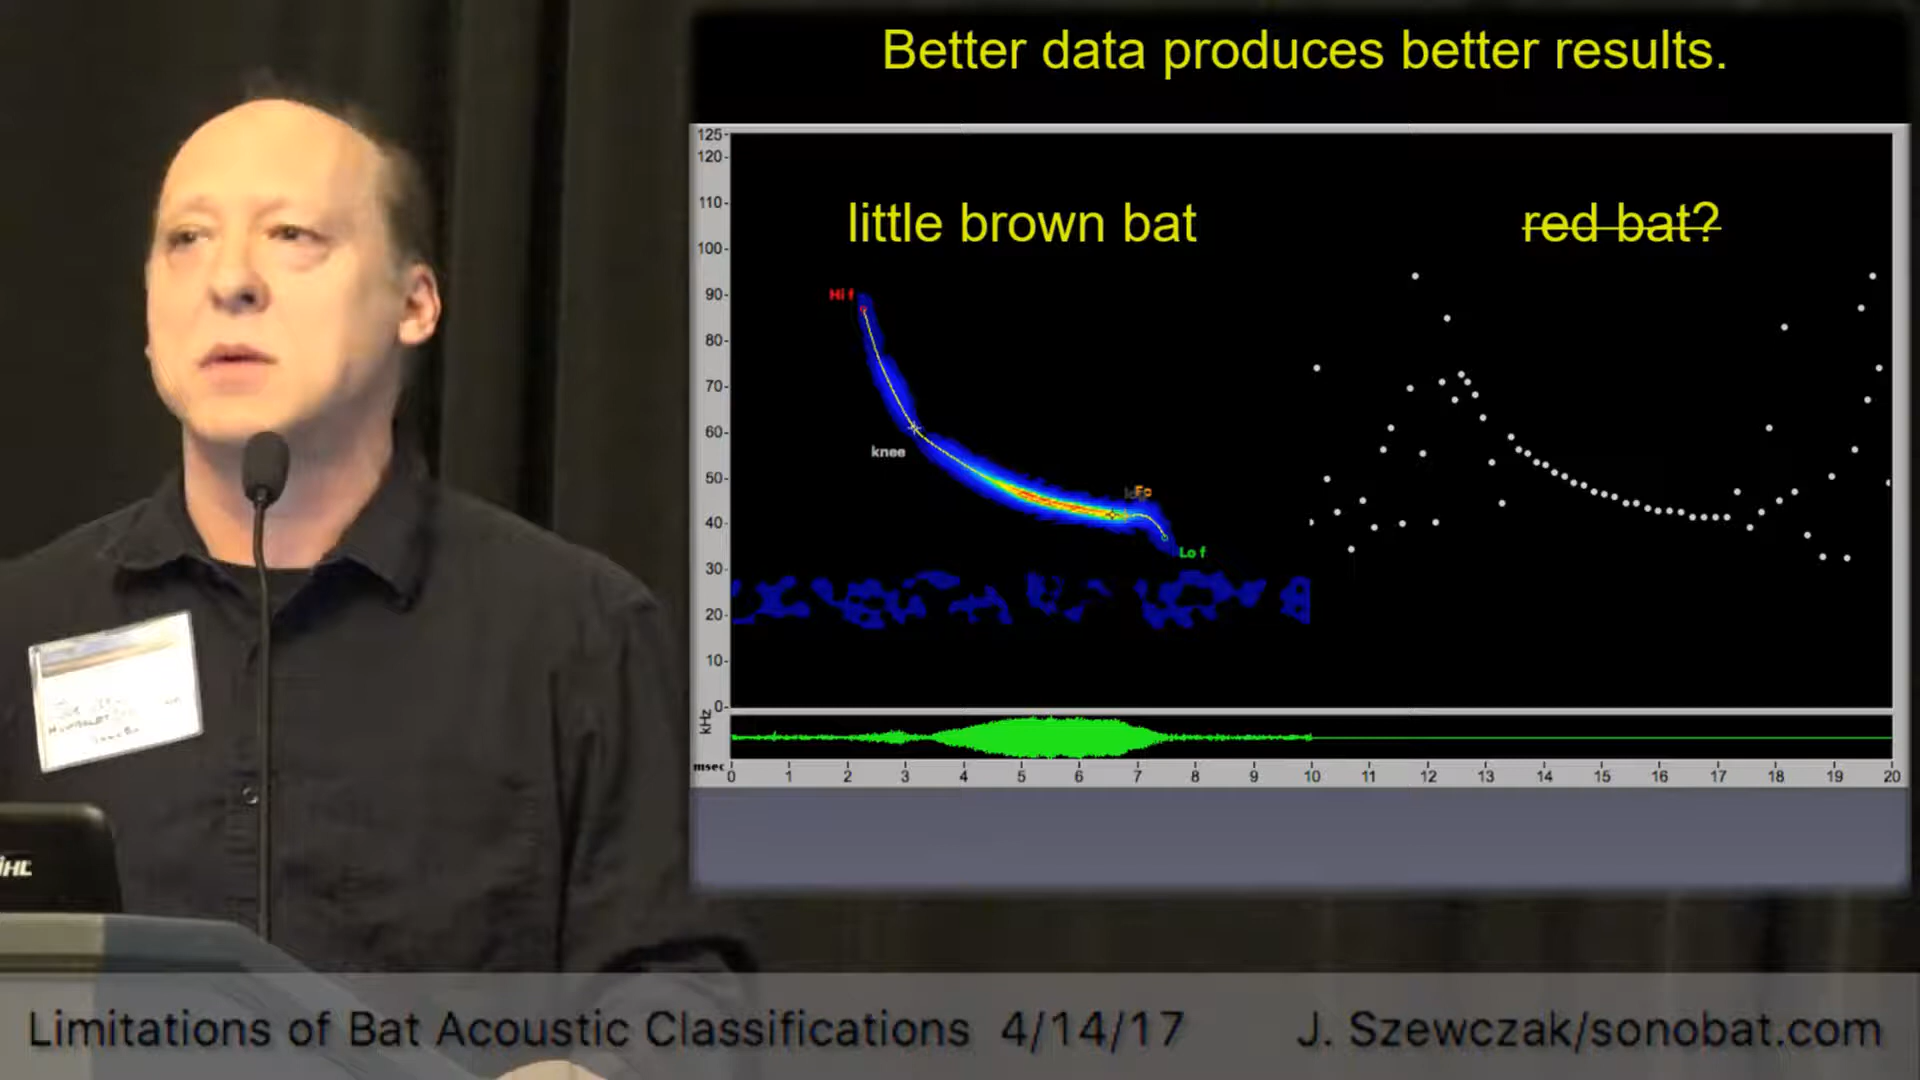 Better data produces better results.
125
120
110
100
90
80
70
60
50
40
30
20
10
0
kHz
little brown bat
red bat?
Hi f
knee
Fc
Lo f
msec 0 1 2 3 4 5 6 7 8 9 10 11 12 13 14 15 16 17 18 19 20
HUMBOLDT
Limitations of Bat Acoustic Classifications 4/14/17 J. Szewczak/sonobat.com